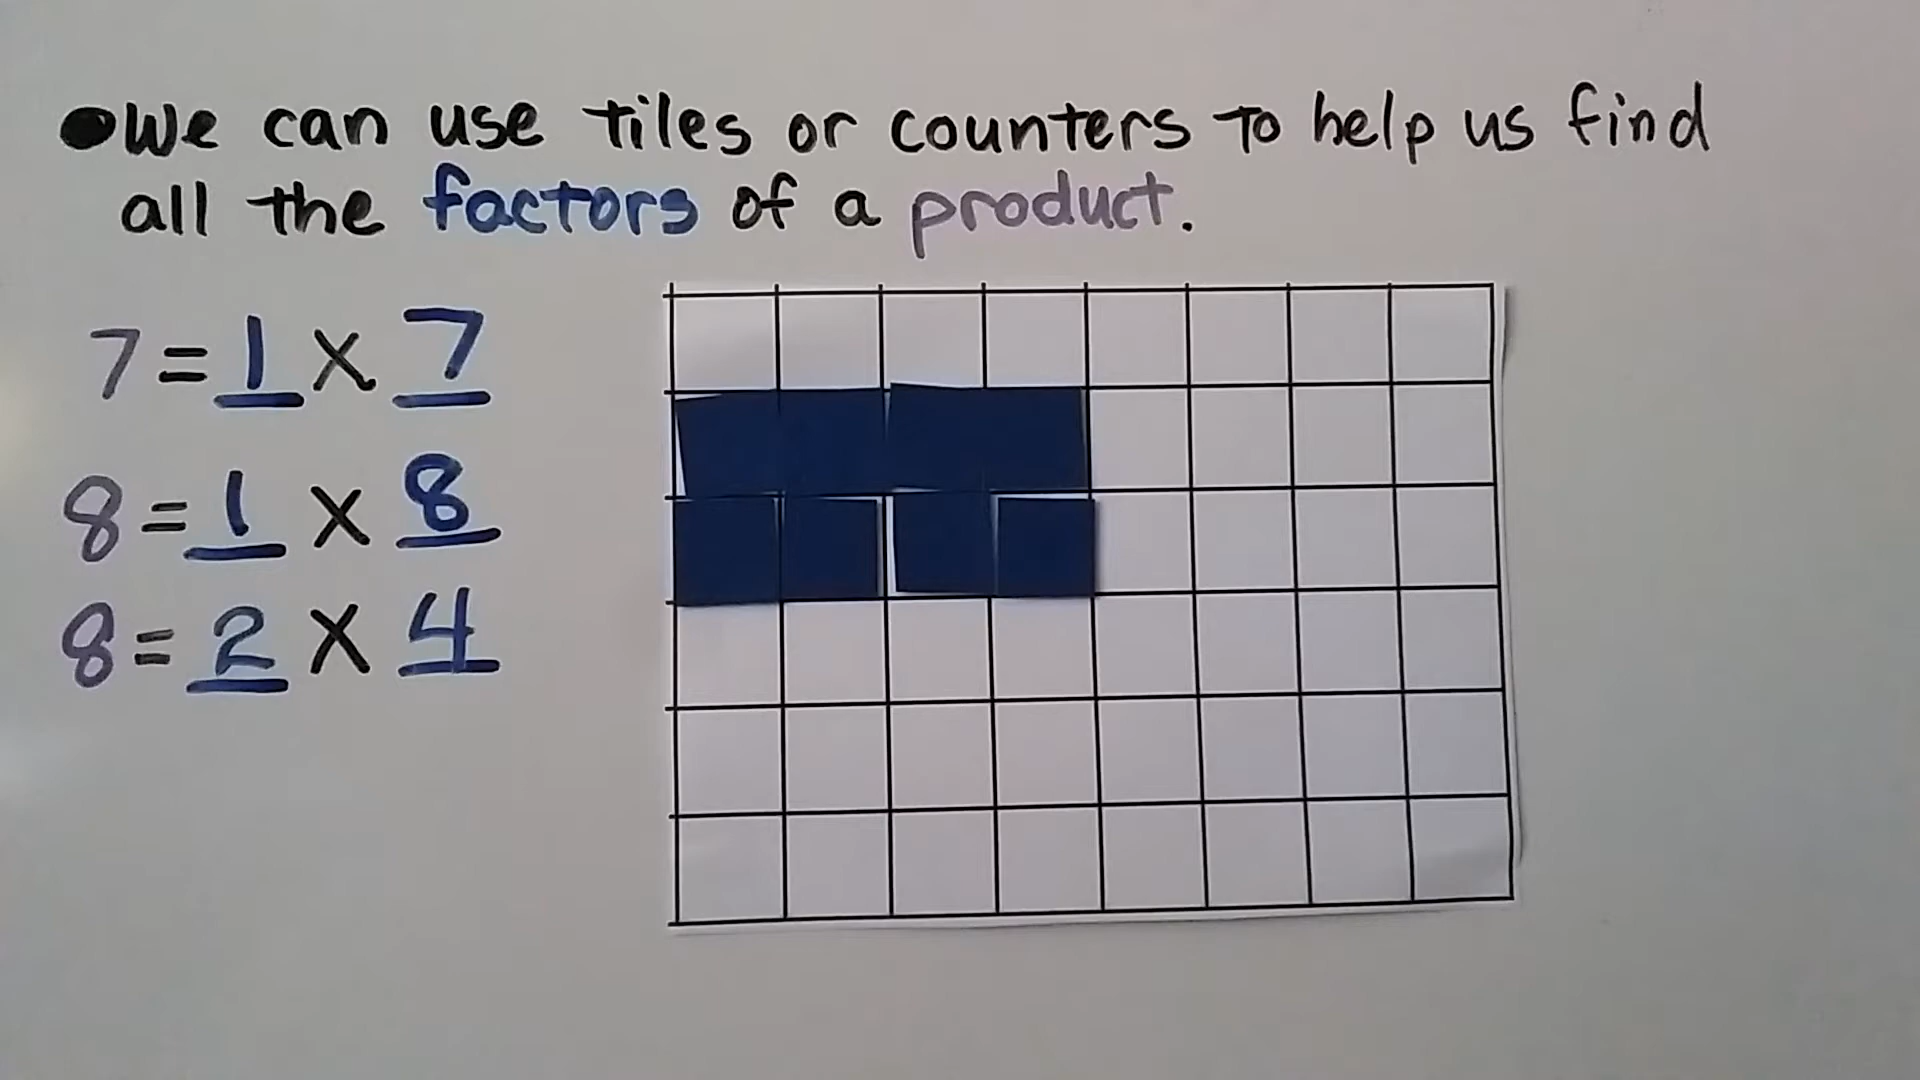 ●We can use tiles or counters to help us find
all the factors of a product.
7=1×7
8=1×8
8=2×4